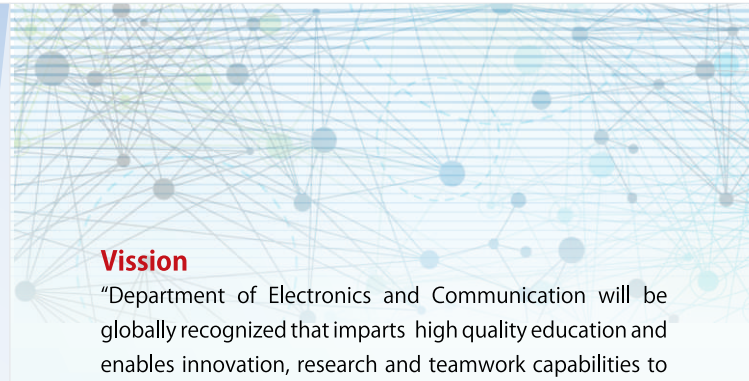 Vission
“Department of Electronics and Communication will be
globally recognized that imparts high quality education and
enables innovation, research and teamwork capabilities to